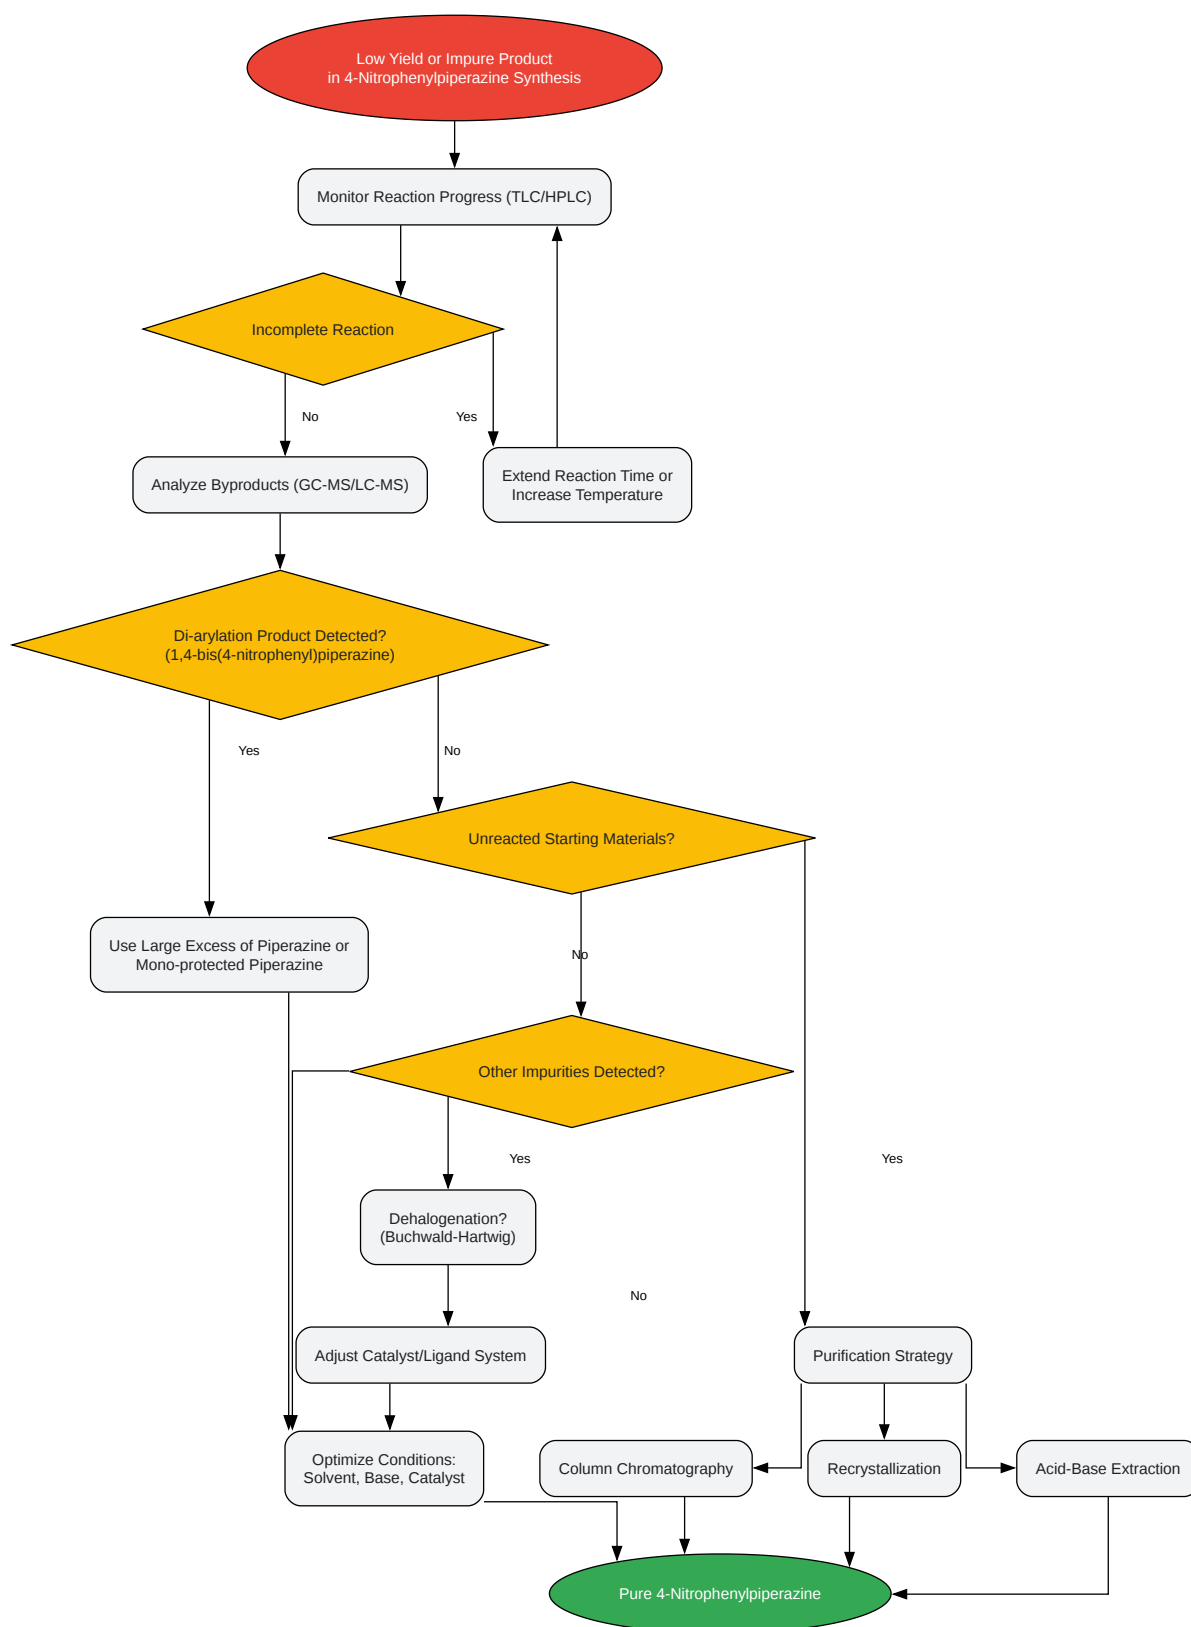 Low Yield or Impure Product
in 4-Nitrophenylpiperazine Synthesis
Monitor Reaction Progress (TLC/HPLC)
Incomplete Reaction
No
Yes
Analyze Byproducts (GC-MS/LC-MS)
Extend Reaction Time or
Increase Temperature
Di-arylation Product Detected?
(1,4-bis(4-nitrophenyl)piperazine)
Yes
No
Unreacted Starting Materials?
Use Large Excess of Piperazine or
Mono-protected Piperazine
No
Other Impurities Detected?
Yes
Yes
Dehalogenation?
(Buchwald-Hartwig)
No
Adjust Catalyst/Ligand System
Purification Strategy
Optimize Conditions:
Solvent, Base, Catalyst
Column Chromatography
Recrystallization
Acid-Base Extraction
Pure 4-Nitrophenylpiperazine